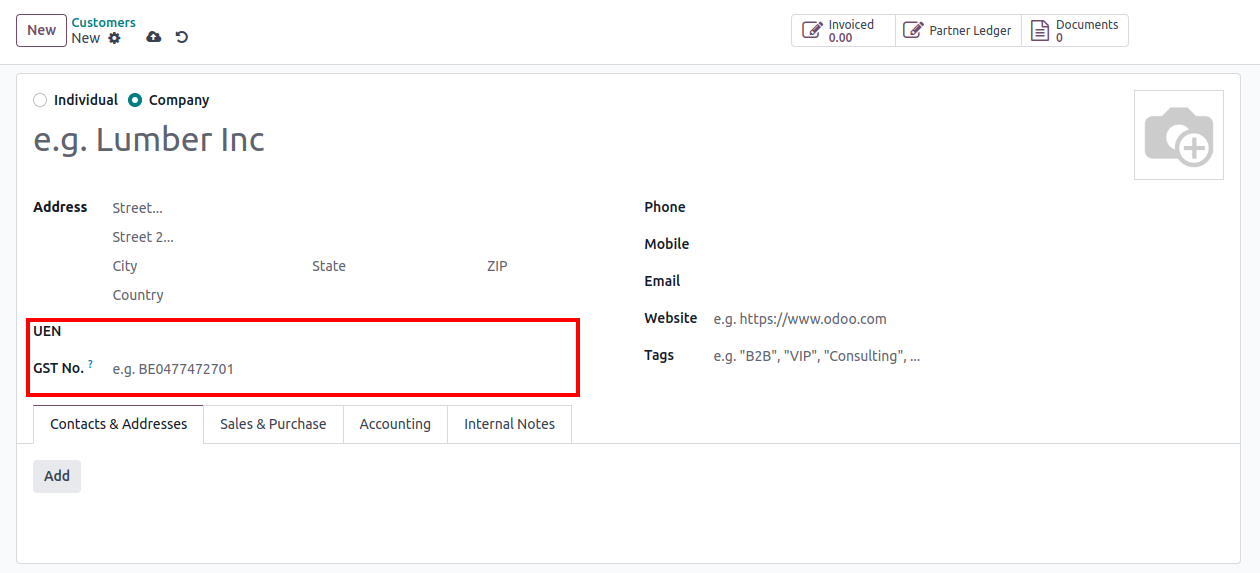 New
Customers
New
Invoiced
0.00
Partner Ledger
Documents
0
Individual Company
e.g. Lumber Inc
Address Street...
Street 2...
City State ZIP
Country
UEN
GST No. ? e.g. BE0477472701
Phone
Mobile
Email
Website e.g. https://www.odoo.com
Tags e.g. "B2B", "VIP", "Consulting", ...
Contacts & Addresses Sales & Purchase Accounting Internal Notes
Add